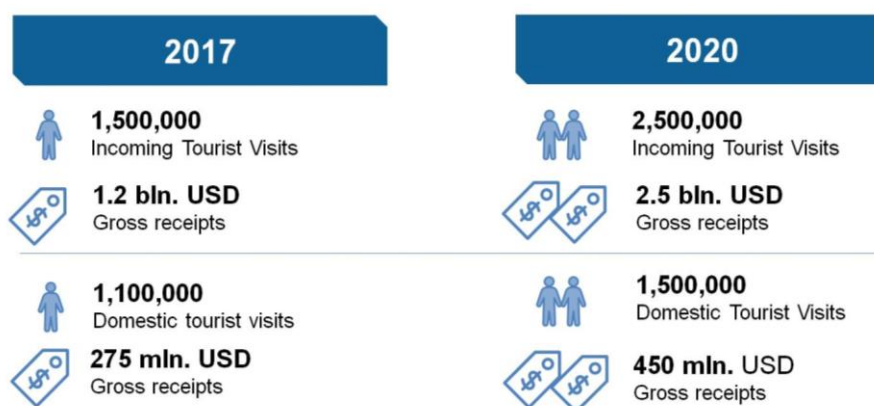 2017
1,500,000
Incoming Tourist Visits
1.2 bln. USD
Gross receipts
1,100,000
Domestic tourist visits
275 mln. USD
Gross receipts
2020
2,500,000
Incoming Tourist Visits
2.5 bln. USD
Gross receipts
1,500,000
Domestic Tourist Visits
450 mln. USD
Gross receipts